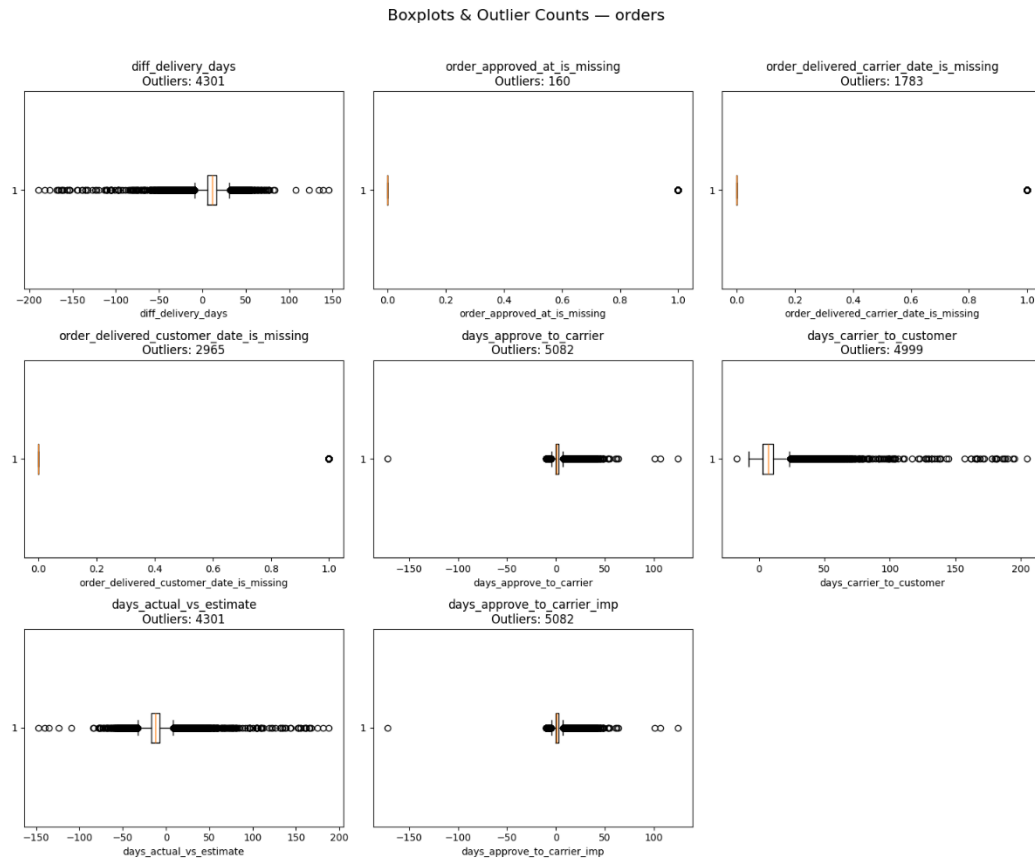 Boxplots & Outlier Counts — orders
diff_delivery_days
Outliers: 4301
1
−200 −150 −100 −50 0 50 100 150
diff_delivery_days
order_approved_at_is_missing
Outliers: 160
1
0.0 0.2 0.4 0.6 0.8 1.0
order_approved_at_is_missing
order_delivered_carrier_date_is_missing
Outliers: 1783
1
0.0 0.2 0.4 0.6 0.8 1.0
order_delivered_carrier_date_is_missing
order_delivered_customer_date_is_missing
Outliers: 2965
1
0.0 0.2 0.4 0.6 0.8 1.0
order_delivered_customer_date_is_missing
days_approve_to_carrier
Outliers: 5082
1
−150 −100 −50 0 50 100
days_approve_to_carrier
days_carrier_to_customer
Outliers: 4999
1
0 50 100 150 200
days_carrier_to_customer
days_actual_vs_estimate
Outliers: 4301
1
−150 −100 −50 0 50 100 150 200
days_actual_vs_estimate
days_approve_to_carrier_imp
Outliers: 5082
1
−150 −100 −50 0 50 100
days_approve_to_carrier_imp